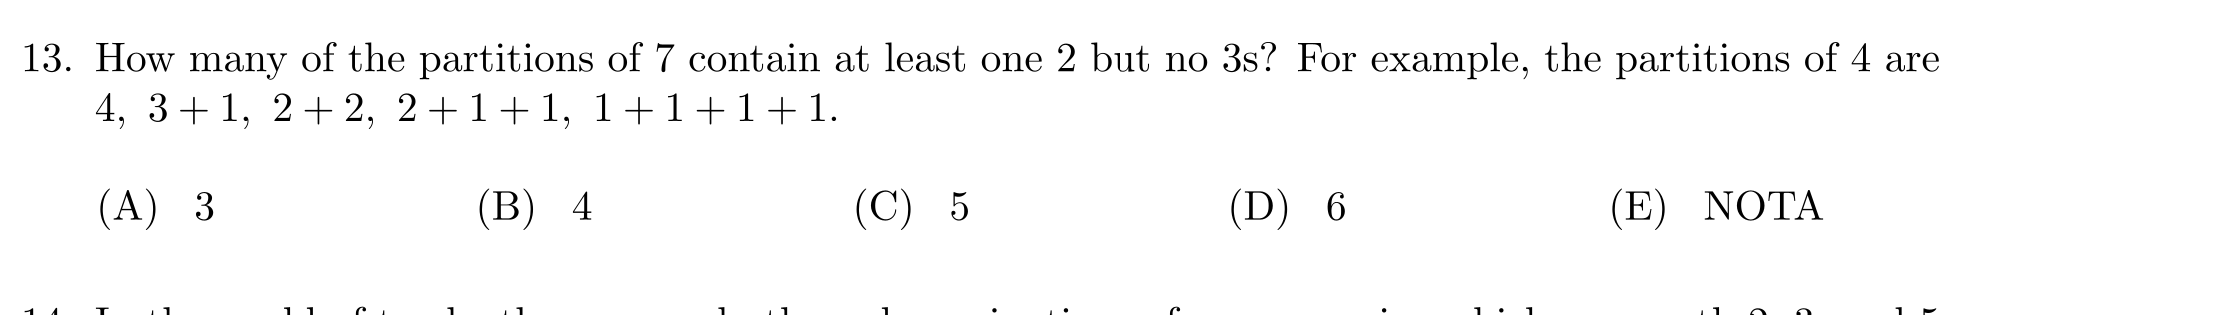 13. How many of the partitions of 7 contain at least one 2 but no 3s? For example, the partitions of 4 are
4, 3 + 1, 2 + 2, 2 + 1 + 1, 1 + 1 + 1 + 1.
(A) 3 (B) 4 (C) 5 (D) 6 (E) NOTA